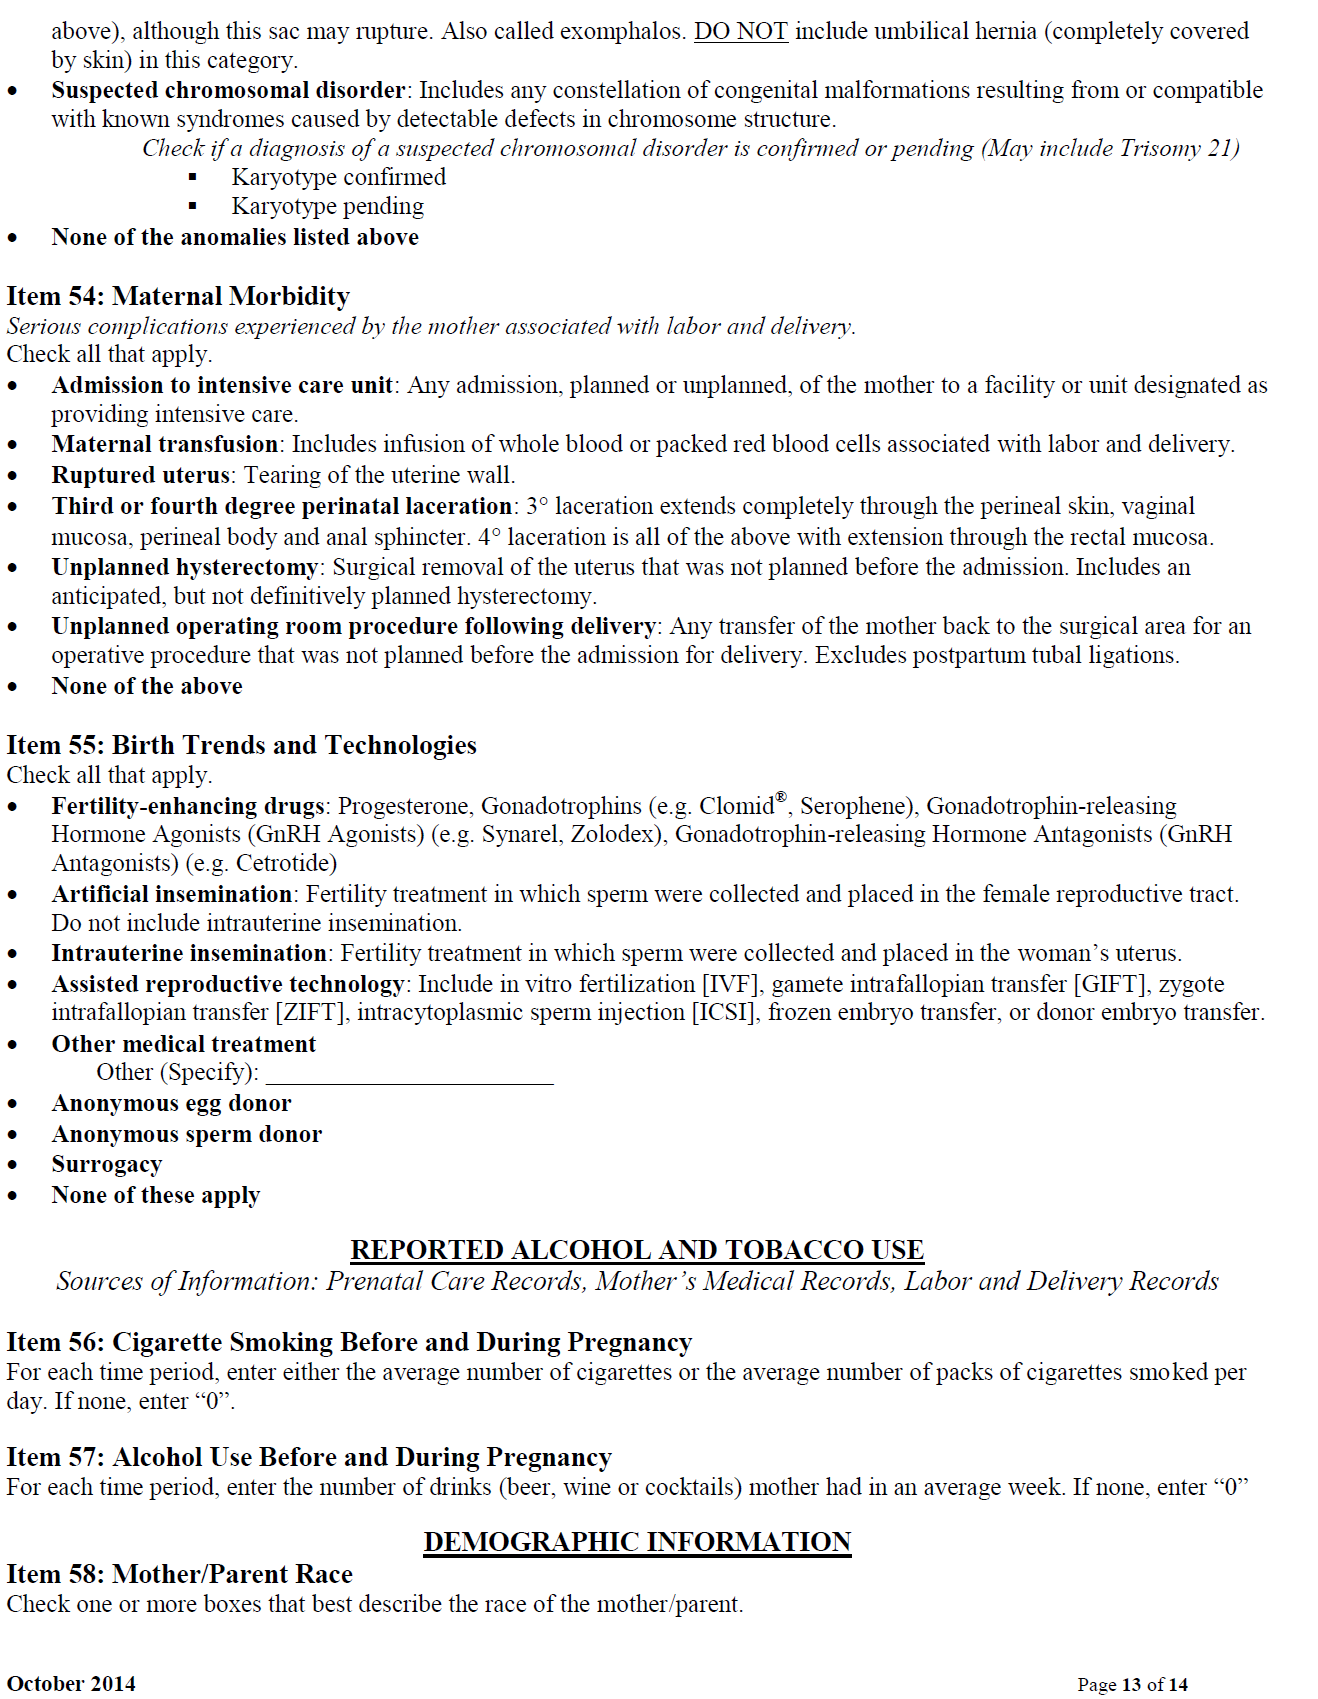 above), although this sac may rupture. Also called exomphalos. DO NOT include umbilical hernia (completely covered
by skin) in this category.
• Suspected chromosomal disorder: Includes any constellation of congenital malformations resulting from or compatible
with known syndromes caused by detectable defects in chromosome structure.
Check if a diagnosis of a suspected chromosomal disorder is confirmed or pending (May include Trisomy 21)
▪ Karyotype confirmed
▪ Karyotype pending
• None of the anomalies listed above
Item 54: Maternal Morbidity
Serious complications experienced by the mother associated with labor and delivery.
Check all that apply.
• Admission to intensive care unit: Any admission, planned or unplanned, of the mother to a facility or unit designated as
providing intensive care.
• Maternal transfusion: Includes infusion of whole blood or packed red blood cells associated with labor and delivery.
• Ruptured uterus: Tearing of the uterine wall.
• Third or fourth degree perinatal laceration: 3° laceration extends completely through the perineal skin, vaginal
mucosa, perineal body and anal sphincter. 4° laceration is all of the above with extension through the rectal mucosa.
• Unplanned hysterectomy: Surgical removal of the uterus that was not planned before the admission. Includes an
anticipated, but not definitively planned hysterectomy.
• Unplanned operating room procedure following delivery: Any transfer of the mother back to the surgical area for an
operative procedure that was not planned before the admission for delivery. Excludes postpartum tubal ligations.
• None of the above
Item 55: Birth Trends and Technologies
Check all that apply.
• Fertility-enhancing drugs: Progesterone, Gonadotrophins (e.g. Clomid®, Serophene), Gonadotrophin-releasing
Hormone Agonists (GnRH Agonists) (e.g. Synarel, Zolodex), Gonadotrophin-releasing Hormone Antagonists (GnRH
Antagonists) (e.g. Cetrotide)
• Artificial insemination: Fertility treatment in which sperm were collected and placed in the female reproductive tract.
Do not include intrauterine insemination.
• Intrauterine insemination: Fertility treatment in which sperm were collected and placed in the woman’s uterus.
• Assisted reproductive technology: Include in vitro fertilization [IVF], gamete intrafallopian transfer [GIFT], zygote
intrafallopian transfer [ZIFT], intracytoplasmic sperm injection [ICSI], frozen embryo transfer, or donor embryo transfer.
• Other medical treatment
Other (Specify): _______________________
• Anonymous egg donor
• Anonymous sperm donor
• Surrogacy
• None of these apply
REPORTED ALCOHOL AND TOBACCO USE
Sources of Information: Prenatal Care Records, Mother’s Medical Records, Labor and Delivery Records
Item 56: Cigarette Smoking Before and During Pregnancy
For each time period, enter either the average number of cigarettes or the average number of packs of cigarettes smoked per
day. If none, enter “0”.
Item 57: Alcohol Use Before and During Pregnancy
For each time period, enter the number of drinks (beer, wine or cocktails) mother had in an average week. If none, enter “0”
DEMOGRAPHIC INFORMATION
Item 58: Mother/Parent Race
Check one or more boxes that best describe the race of the mother/parent.
October 2014 Page 13 of 14